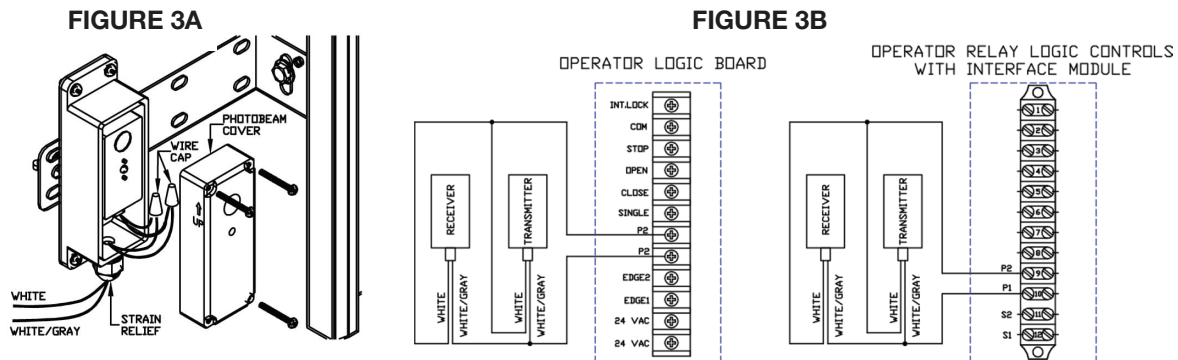 FIGURE 3A
PHOTOBEAM
COVER
WIRE
CAP
UP
WHITE
WHITE/GRAY
STRAIN
RELIEF
FIGURE 3B
OPERATOR LOGIC BOARD
INT.LOCK
COM
STOP
OPEN
CLOSE
SINGLE
P2
P2
EDGE2
EDGE1
24 VAC
24 VAC
RECEIVER
TRANSMITTER
WHITE
WHITE/GRAY
WHITE
WHITE/GRAY
OPERATOR RELAY LOGIC CONTROLS
WITH INTERFACE MODULE
1
2
3
4
5
6
7
8
P2 9
P1 10
S2 11
S1 12
RECEIVER
TRANSMITTER
WHITE
WHITE/GRAY
WHITE
WHITE/GRAY